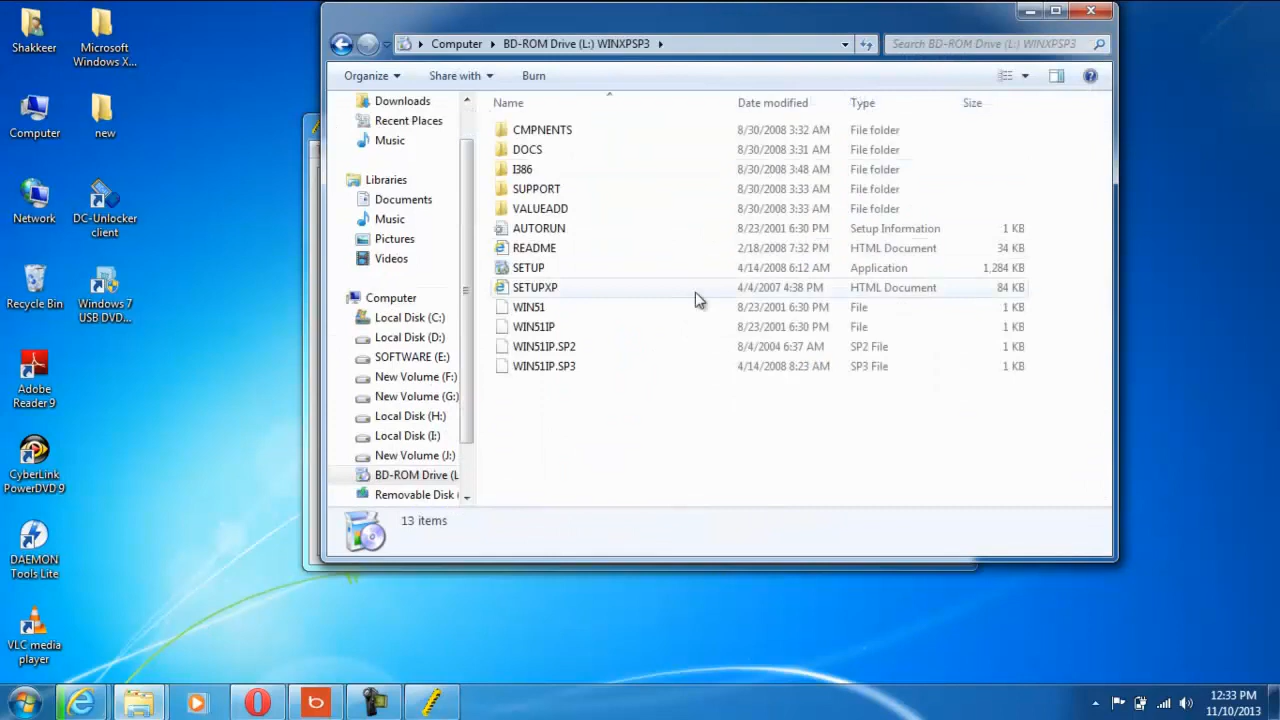 Shakkeer
Microsoft
Windows X...
Computer
new
Network
DC-Unlocker
client
Recycle Bin
Windows 7
USB DVD...
Adobe
Reader 9
CyberLink
PowerDVD 9
DAEMON
Tools Lite
VLC media
player
Computer BD-ROM Drive (L:) WINXPSP3
Search BD-ROM Drive (L:) WINXPSP3
Organize Share with Burn
Downloads
Recent Places
Music
Libraries
Documents
Music
Pictures
Videos
Computer
Local Disk (C:)
Local Disk (D:)
SOFTWARE (E:)
New Volume (F:)
New Volume (G:)
Local Disk (H:)
Local Disk (I:)
New Volume (J:)
BD-ROM Drive (L
Removable Disk (
Name Date modified Type Size
CMPNENTS 8/30/2008 3:32 AM File folder
DOCS 8/30/2008 3:31 AM File folder
I386 8/30/2008 3:48 AM File folder
SUPPORT 8/30/2008 3:33 AM File folder
VALUEADD 8/30/2008 3:33 AM File folder
AUTORUN 8/23/2001 6:30 PM Setup Information 1 KB
README 2/18/2008 7:32 PM HTML Document 34 KB
SETUP 4/14/2008 6:12 AM Application 1,284 KB
SETUPXP 4/4/2007 4:38 PM HTML Document 84 KB
WIN51 8/23/2001 6:30 PM File 1 KB
WIN51IP 8/23/2001 6:30 PM File 1 KB
WIN51IP.SP2 8/4/2004 6:37 AM SP2 File 1 KB
WIN51IP.SP3 4/14/2008 8:23 AM SP3 File 1 KB
13 items
12:33 PM
11/10/2013